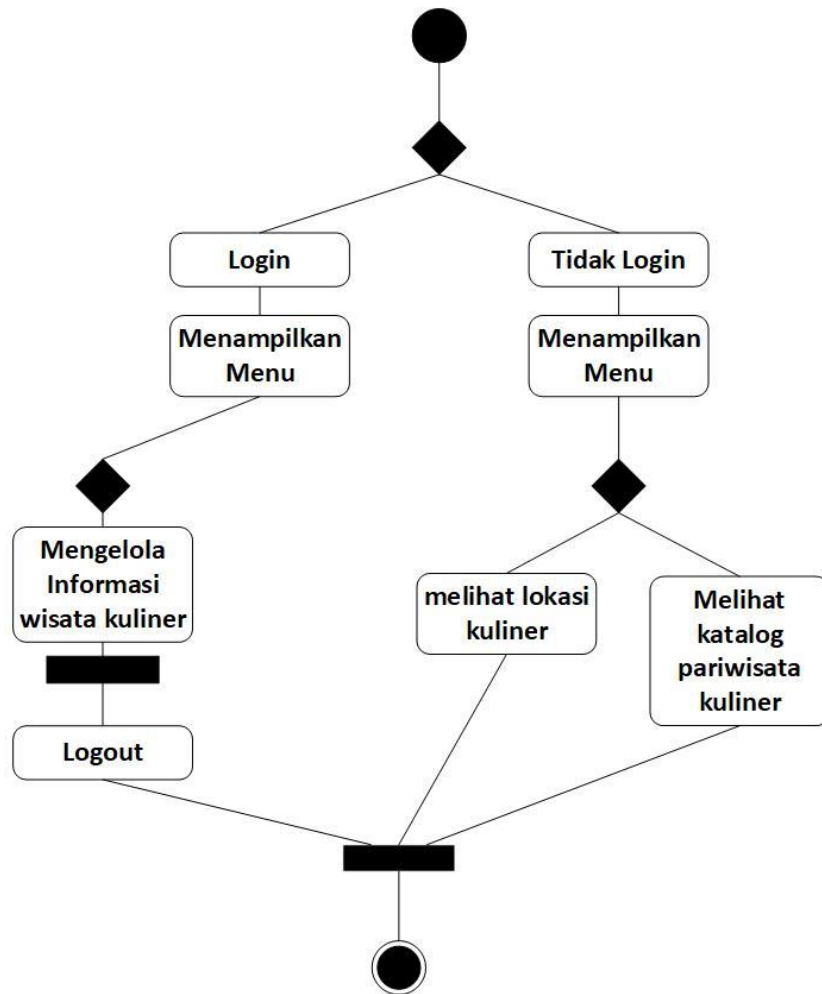 Login
Tidak Login
Menampilkan
Menu
Menampilkan
Menu
Mengelola
Informasi
wisata kuliner
melihat lokasi
kuliner
Melihat
katalog
pariwisata
kuliner
Logout